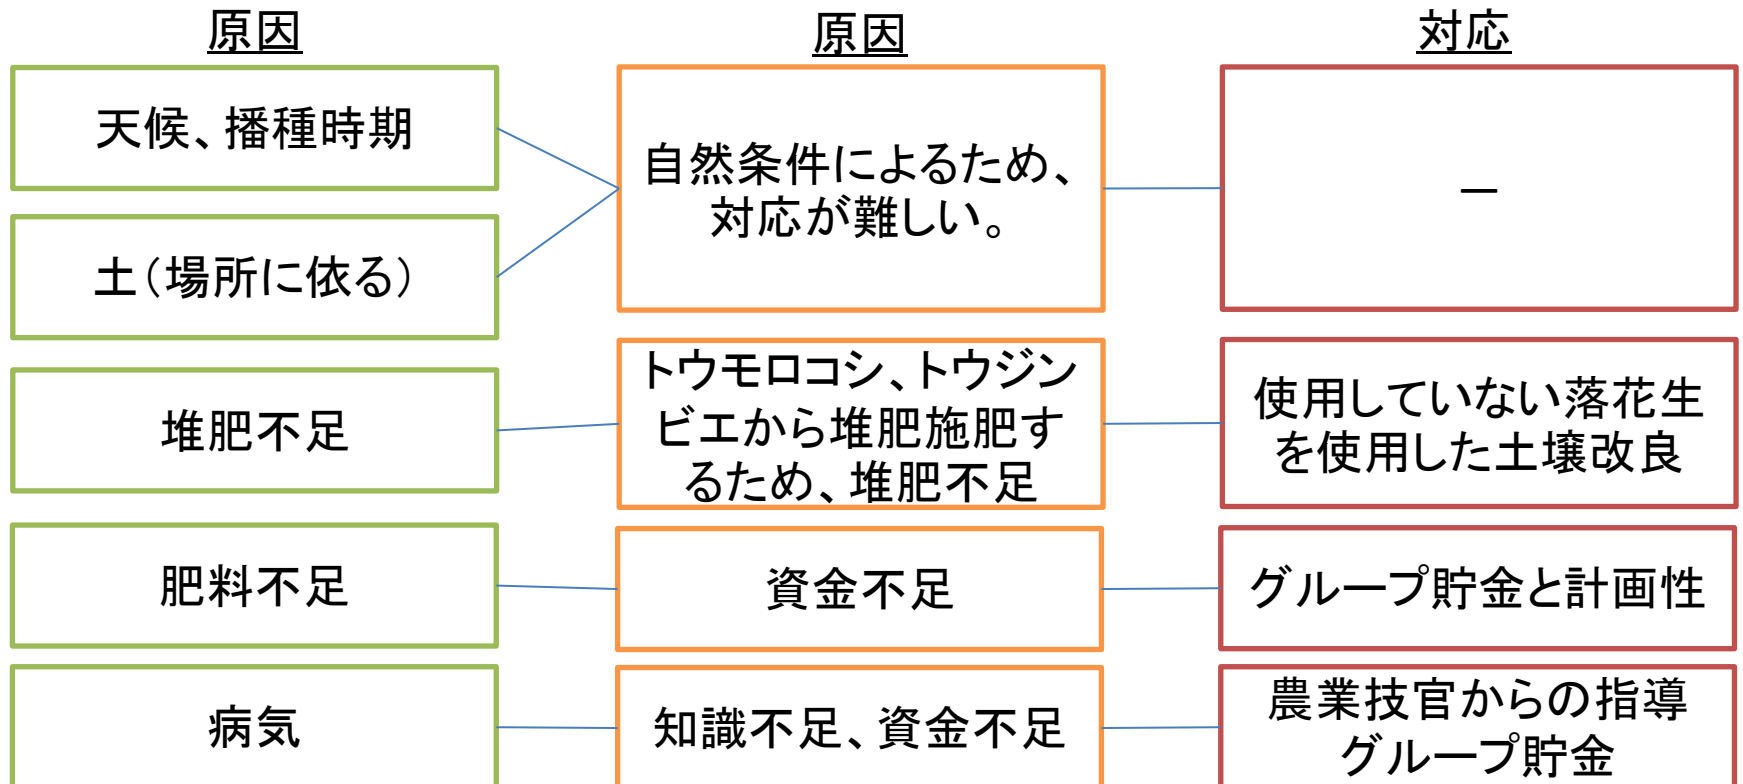 原因
原因
対応
天候、播種時期
土（場所に依る）
自然条件によるため、
対応が難しい。
－
堆肥不足
トウモロコシ、トウジン
ビエから堆肥施肥す
るため、堆肥不足
使用していない落花生
を使用した土壌改良
肥料不足
資金不足
グループ貯金と計画性
病気
知識不足、資金不足
農業技官からの指導
グループ貯金